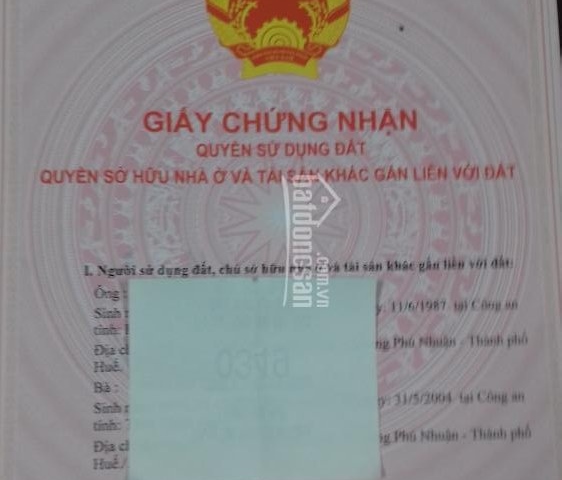 GIẤY CHỨNG NHẬN
QUYỀN SỬ DỤNG ĐẤT
QUYỀN SỞ HỮU NHÀ Ở VÀ TÀI SẢN KHÁC GẮN LIỀN VỚI ĐẤT
batdongsan.com.vn
I. Người sử dụng đất, chủ sở hữu nhà ở và tài sản khác gắn liền với đất:
Ông :
Sinh y: 11/6/1987 tại Công an
tỉnh:
Địa ch ng Phú Nhuận - Thành phố
Huế.
Bà :
Sinh y: 31/5/2004 tại Công an
tỉnh:
Địa ch ng Phú Nhuận - Thành phố
Huế./